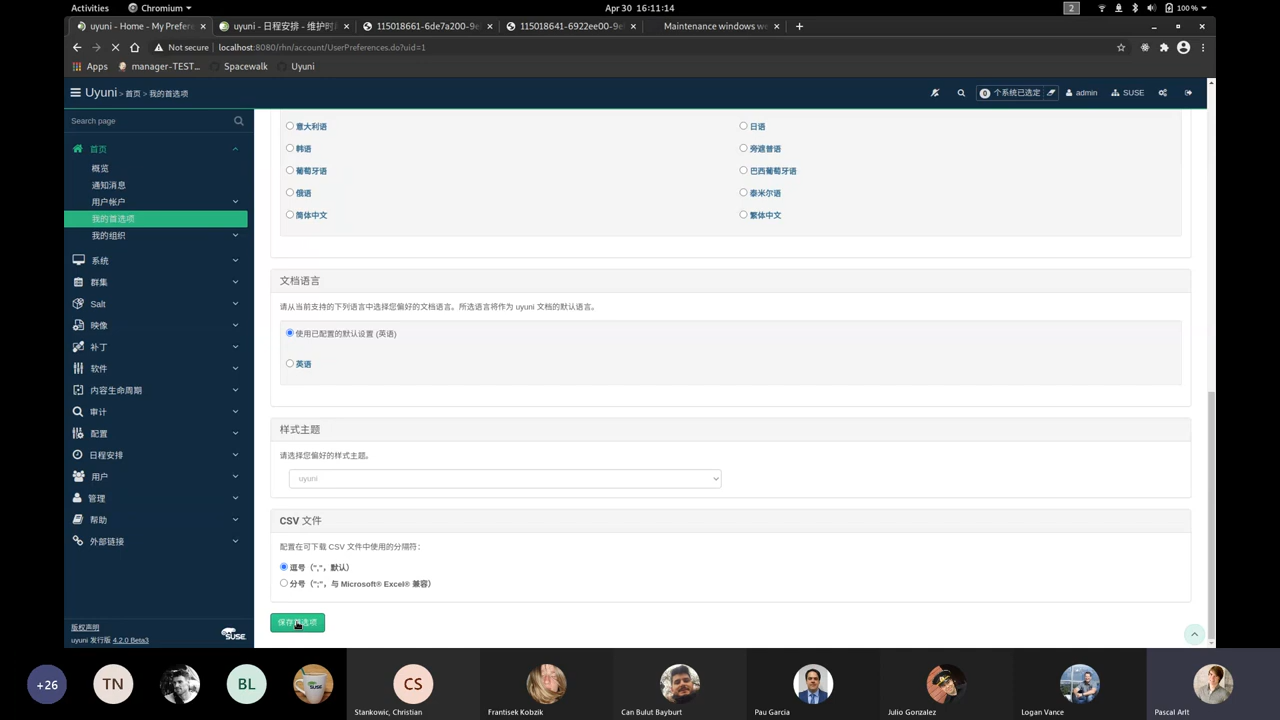 Activities
Chromium
Apr 30 16:11:14
2
100 %
uyuni - Home - My Prefere
uyuni - 日程安排 - 维护时
115018661-6de7a200-9e
115018641-6922ee00-9e
Maintenance windows w
Not secure
localhost:8080/rhn/account/UserPreferences.do?uid=1
Apps
manager-TEST...
Spacewalk
Uyuni
Uyuni > 首页 > 我的首选项
0 个系统已选定
admin
SUSE
Search page
首页
概览
通知消息
用户帐户
我的首选项
我的组织
系统
群集
Salt
映像
补丁
软件
内容生命周期
审计
配置
日程安排
用户
管理
帮助
外部链接
版权声明
uyuni 发行版 4.2.0 Beta3
SUSE
意大利语
日语
韩语
旁遮普语
葡萄牙语
巴西葡萄牙语
俄语
泰米尔语
简体中文
繁体中文
文档语言
请从当前支持的下列语言中选择您偏好的文档语言。所选语言将作为 uyuni 文档的默认语言。
使用已配置的默认设置 (英语)
英语
样式主题
请选择您偏好的样式主题。
uyuni
CSV 文件
配置在可下载 CSV 文件中使用的分隔符：
逗号（","，默认）
分号（";"，与 Microsoft® Excel® 兼容）
保存首选项
+26
TN
BL
CS
Stankovic, Christian
Frantisek Kobzik
Can Bulut Bayburt
Pau Garcia
Julio Gonzalez
Logan Vance
Pascal Arlt